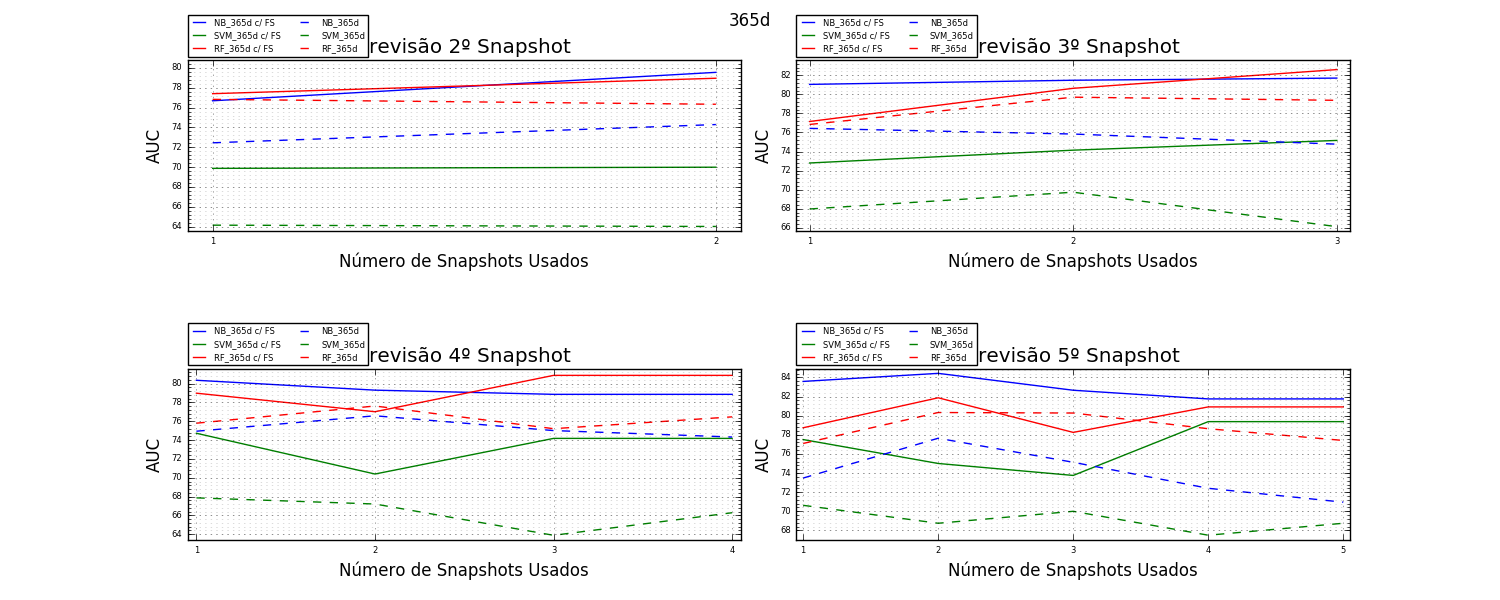 365d
NB_365d c/ FS NB_365d
SVM_365d c/ FS SVM_365d
RF_365d c/ FS RF_365d
revisão 2º Snapshot
80
78
76
74
72
70
68
66
64
AUC
1 2
Número de Snapshots Usados
NB_365d c/ FS NB_365d
SVM_365d c/ FS SVM_365d
RF_365d c/ FS RF_365d
revisão 3º Snapshot
82
80
78
76
74
72
70
68
66
AUC
1 2 3
Número de Snapshots Usados
NB_365d c/ FS NB_365d
SVM_365d c/ FS SVM_365d
RF_365d c/ FS RF_365d
revisão 4º Snapshot
80
78
76
74
72
70
68
66
64
AUC
1 2 3 4
Número de Snapshots Usados
NB_365d c/ FS NB_365d
SVM_365d c/ FS SVM_365d
RF_365d c/ FS RF_365d
revisão 5º Snapshot
84
82
80
78
76
74
72
70
68
AUC
1 2 3 4 5
Número de Snapshots Usados